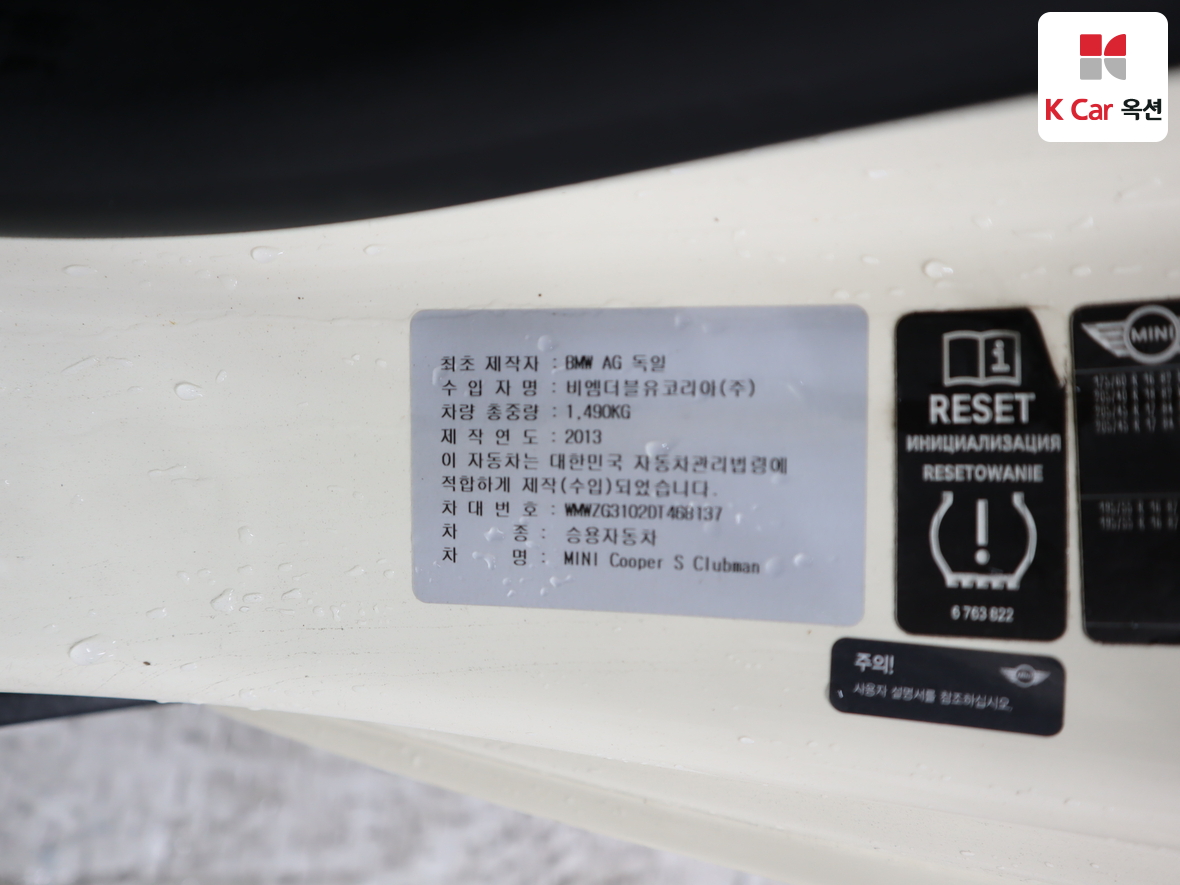 K Car 옥션
최초 제작자 : BMW AG 독일
수 입 자 명 : 비엠더블유코리아(주)
차량 총중량 : 1,490KG
제 작 연 도 : 2013
이 자동차는 대한민국 자동차관리법령에
적합하게 제작(수입)되었습니다.
차 대 번 호 : WMWZG3102DT468137
차 종 : 승용자동차
차 명 : MINI Cooper S Clubman
RESET
ИНИЦИАЛИЗАЦИЯ
RESETOWANIE
6 763 822
MINI
주의!
사용자 설명서를 참조하십시오.